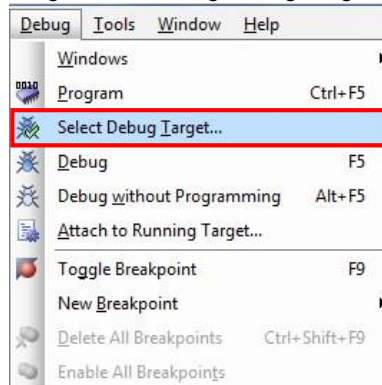 Debug Tools Window Help
Windows
0010
Program Ctrl+F5
Select Debug Target...
Debug F5
Debug without Programming Alt+F5
Attach to Running Target...
Toggle Breakpoint F9
New Breakpoint
Delete All Breakpoints Ctrl+Shift+F9
Enable All Breakpoints